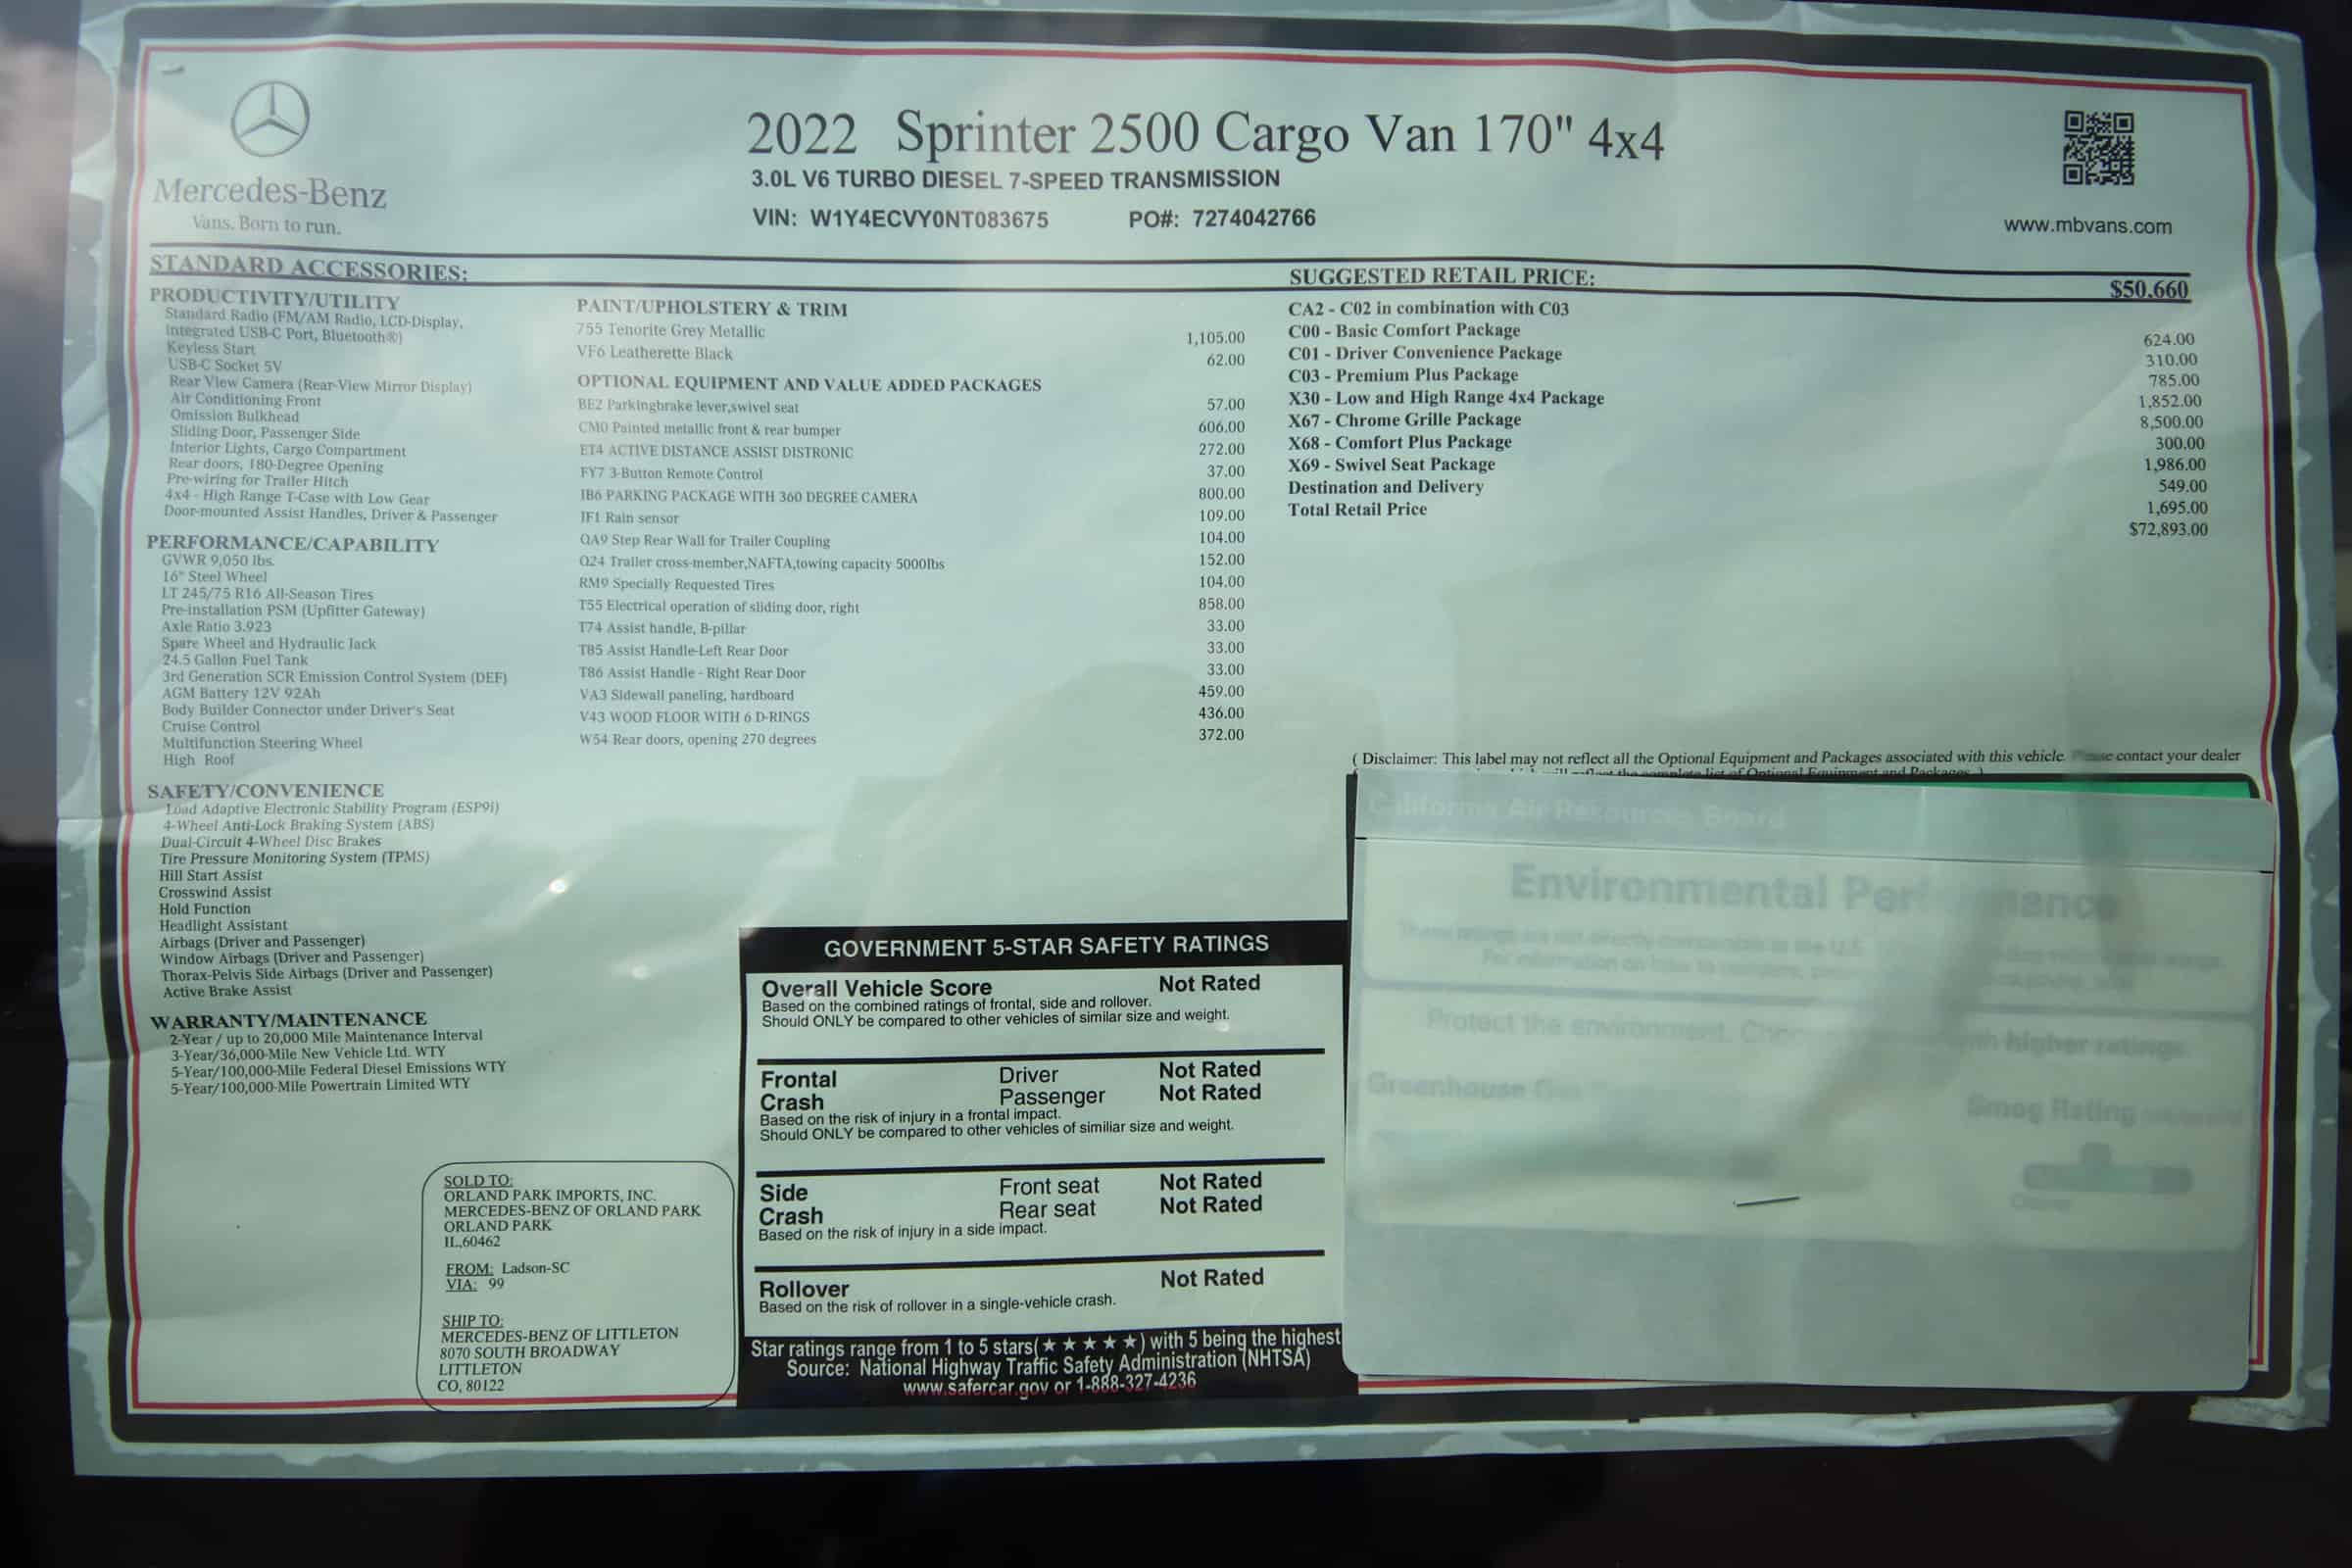 Mercedes-Benz
Vans. Born to run.
2022 Sprinter 2500 Cargo Van 170" 4x4
3.0L V6 TURBO DIESEL 7-SPEED TRANSMISSION
VIN: W1Y4ECVY0NT083675 PO#: 7274042766
www.mbvans.com
STANDARD ACCESSORIES:
PRODUCTIVITY/UTILITY
Standard Radio (FM/AM Radio, LCD-Display,
Integrated USB-C Port, Bluetooth®)
Keyless Start
USB-C Socket 5V
Rear View Camera (Rear-View Mirror Display)
Air Conditioning Front
Omission Bulkhead
Sliding Door, Passenger Side
Interior Lights, Cargo Compartment
Rear doors, 180-Degree Opening
Pre-wiring for Trailer Hitch
4x4 - High Range T-Case with Low Gear
Door-mounted Assist Handles, Driver & Passenger
PERFORMANCE/CAPABILITY
GVWR 9,050 lbs.
16" Steel Wheel
LT 245/75 R16 All-Season Tires
Pre-installation PSM (Upfitter Gateway)
Axle Ratio 3.923
Spare Wheel and Hydraulic Jack
24.5 Gallon Fuel Tank
3rd Generation SCR Emission Control System (DEF)
AGM Battery 12V 92Ah
Body Builder Connector under Driver's Seat
Cruise Control
Multifunction Steering Wheel
High Roof
SAFETY/CONVENIENCE
Load Adaptive Electronic Stability Program (ESP9i)
4-Wheel Anti-Lock Braking System (ABS)
Dual-Circuit 4-Wheel Disc Brakes
Tire Pressure Monitoring System (TPMS)
Hill Start Assist
Crosswind Assist
Hold Function
Headlight Assistant
Airbags (Driver and Passenger)
Window Airbags (Driver and Passenger)
Thorax-Pelvis Side Airbags (Driver and Passenger)
Active Brake Assist
WARRANTY/MAINTENANCE
2-Year / up to 20,000 Mile Maintenance Interval
3-Year/36,000-Mile New Vehicle Ltd. WTY
5-Year/100,000-Mile Federal Diesel Emissions WTY
5-Year/100,000-Mile Powertrain Limited WTY
PAINT/UPHOLSTERY & TRIM
755 Tenorite Grey Metallic 1,105.00
VF6 Leatherette Black 62.00
OPTIONAL EQUIPMENT AND VALUE ADDED PACKAGES
BE2 Parkingbrake lever,swivel seat 57.00
CM0 Painted metallic front & rear bumper 606.00
ET4 ACTIVE DISTANCE ASSIST DISTRONIC 272.00
FY7 3-Button Remote Control 37.00
IB6 PARKING PACKAGE WITH 360 DEGREE CAMERA 800.00
JF1 Rain sensor 109.00
QA9 Step Rear Wall for Trailer Coupling 104.00
Q24 Trailer cross-member,NAFTA,towing capacity 5000lbs 152.00
RM9 Specially Requested Tires 104.00
T55 Electrical operation of sliding door, right 858.00
T74 Assist handle, B-pillar 33.00
T85 Assist Handle-Left Rear Door 33.00
T86 Assist Handle - Right Rear Door 33.00
VA3 Sidewall paneling, hardboard 459.00
V43 WOOD FLOOR WITH 6 D-RINGS 436.00
W54 Rear doors, opening 270 degrees 372.00
SUGGESTED RETAIL PRICE: $50,660
CA2 - C02 in combination with C03 624.00
C00 - Basic Comfort Package 310.00
C01 - Driver Convenience Package 785.00
C03 - Premium Plus Package 1,852.00
X30 - Low and High Range 4x4 Package 8,500.00
X67 - Chrome Grille Package 300.00
X68 - Comfort Plus Package 1,986.00
X69 - Swivel Seat Package 549.00
Destination and Delivery 1,695.00
Total Retail Price $72,893.00
( Disclaimer: This label may not reflect all the Optional Equipment and Packages associated with this vehicle. contact your dealer
the complete list of Optional Equipment and Packages. )
California Air Resources Board
Environmental
Protect the environment.
with higher ratings.
Greenhouse
Smog Rating
Cleaner
GOVERNMENT 5-STAR SAFETY RATINGS
Overall Vehicle Score Not Rated
Based on the combined ratings of frontal, side and rollover.
Should ONLY be compared to other vehicles of similar size and weight.
Frontal Driver Not Rated
Crash Passenger Not Rated
Based on the risk of injury in a frontal impact.
Should ONLY be compared to other vehicles of similiar size and weight.
Side Front seat Not Rated
Crash Rear seat Not Rated
Based on the risk of injury in a side impact.
Rollover Not Rated
Based on the risk of rollover in a single-vehicle crash.
Star ratings range from 1 to 5 stars(★★★★★) with 5 being the highest
Source: National Highway Traffic Safety Administration (NHTSA)
www.safercar.gov or 1-888-327-4236
SOLD TO:
ORLAND PARK IMPORTS, INC.
MERCEDES-BENZ OF ORLAND PARK
ORLAND PARK
IL,60462
FROM: Ladson-SC
VIA: 99
SHIP TO:
MERCEDES-BENZ OF LITTLETON
8070 SOUTH BROADWAY
LITTLETON
CO, 80122